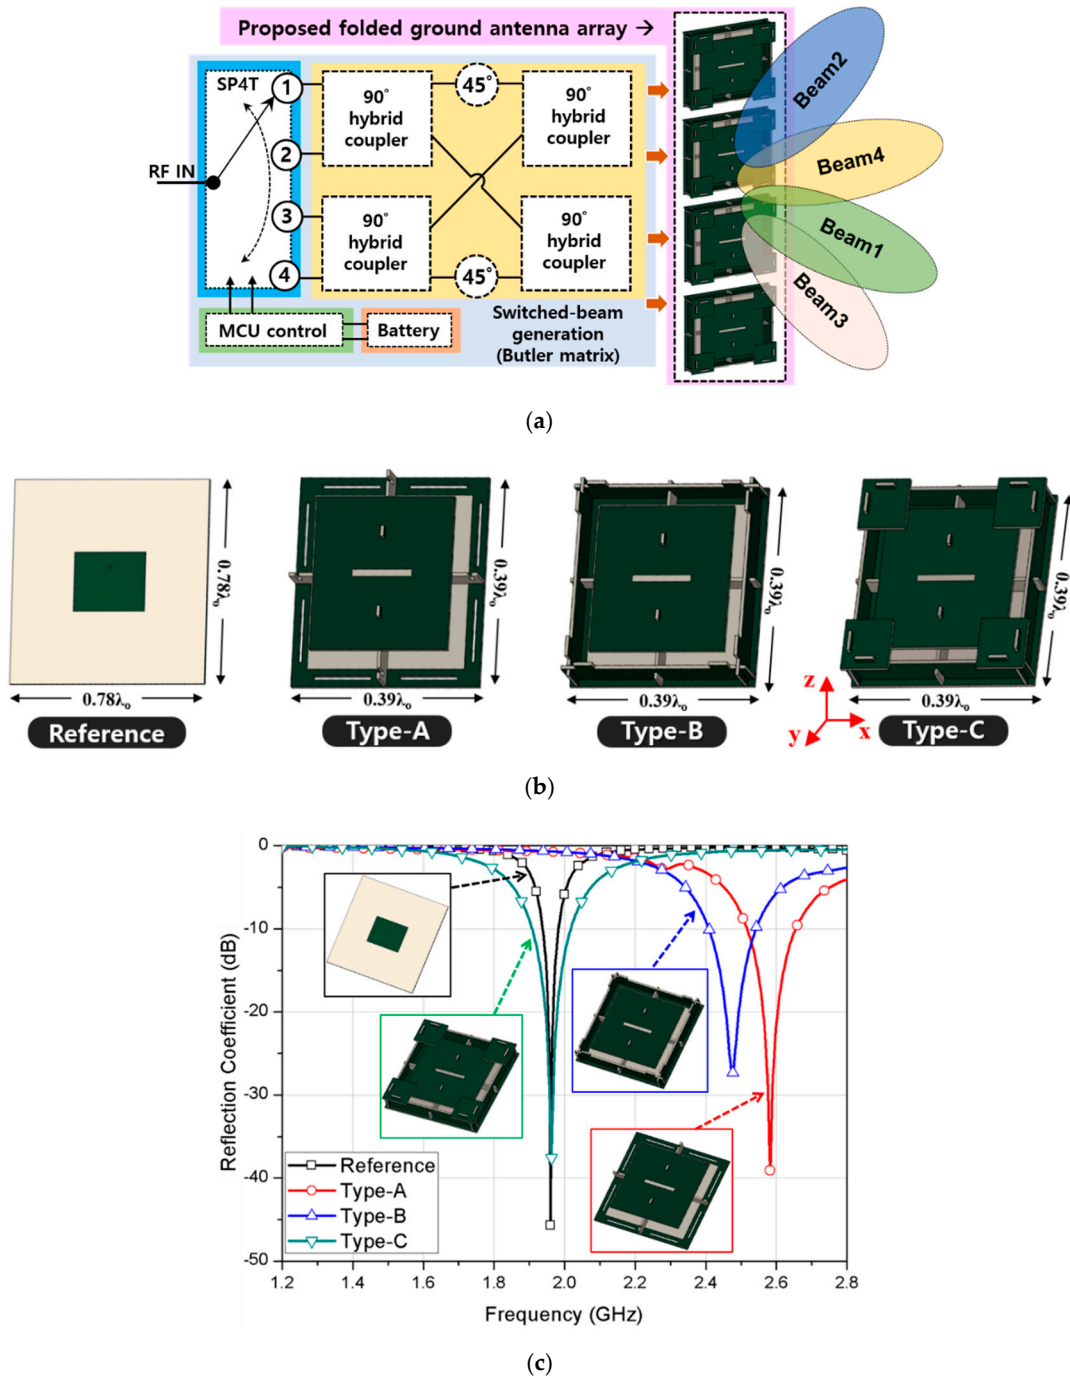 Proposed folded ground antenna array →
SP4T
1
2
3
4
RF IN
90°
hybrid
coupler
45°
90°
hybrid
coupler
90°
hybrid
coupler
45°
90°
hybrid
coupler
MCU control
Battery
Switched-beam
generation
(Butler matrix)
Beam2
Beam4
Beam1
Beam3
(a)
0.78λo
0.78λo
Reference
0.39λo
0.39λo
Type-A
0.39λo
0.39λo
Type-B
z
y
x
0.39λo
0.39λo
Type-C
(b)
Reflection Coefficient (dB)
0
-10
-20
-30
-40
-50
Reference
Type-A
Type-B
Type-C
1.2 1.4 1.6 1.8 2.0 2.2 2.4 2.6 2.8
Frequency (GHz)
(c)